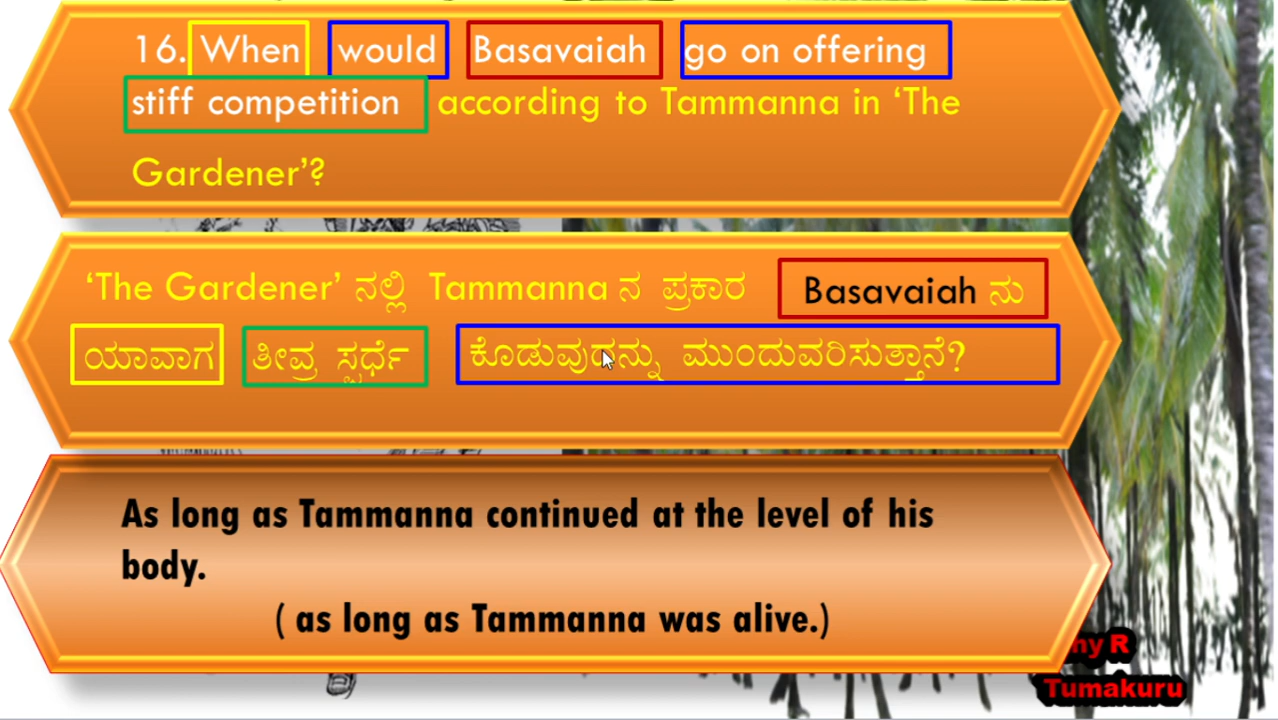 16. When would Basavaiah go on offering
stiff competition according to Tammanna in ‘The
Gardener’?
‘The Gardener’ ನಲ್ಲಿ Tammanna ನ ಪ್ರಕಾರ Basavaiah ನು
ಯಾವಾಗ ತೀವ್ರ ಸ್ಪರ್ಧೆ ಕೊಡುವುದನ್ನು ಮುಂದುವರಿಸುತ್ತಾನೆ?
As long as Tammanna continued at the level of his
body.
( as long as Tammanna was alive.)
R
Tumakuru